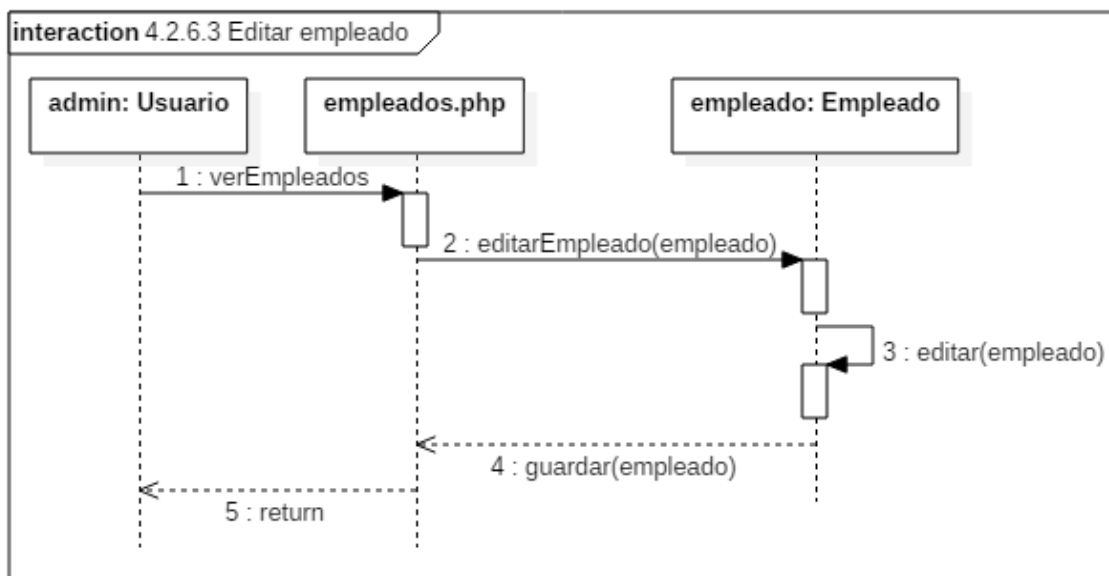 interaction 4.2.6.3 Editar empleado
admin: Usuario
empleados.php
empleado: Empleado
1 : verEmpleados
2 : editarEmpleado(empleado)
3 : editar(empleado)
4 : guardar(empleado)
5 : return